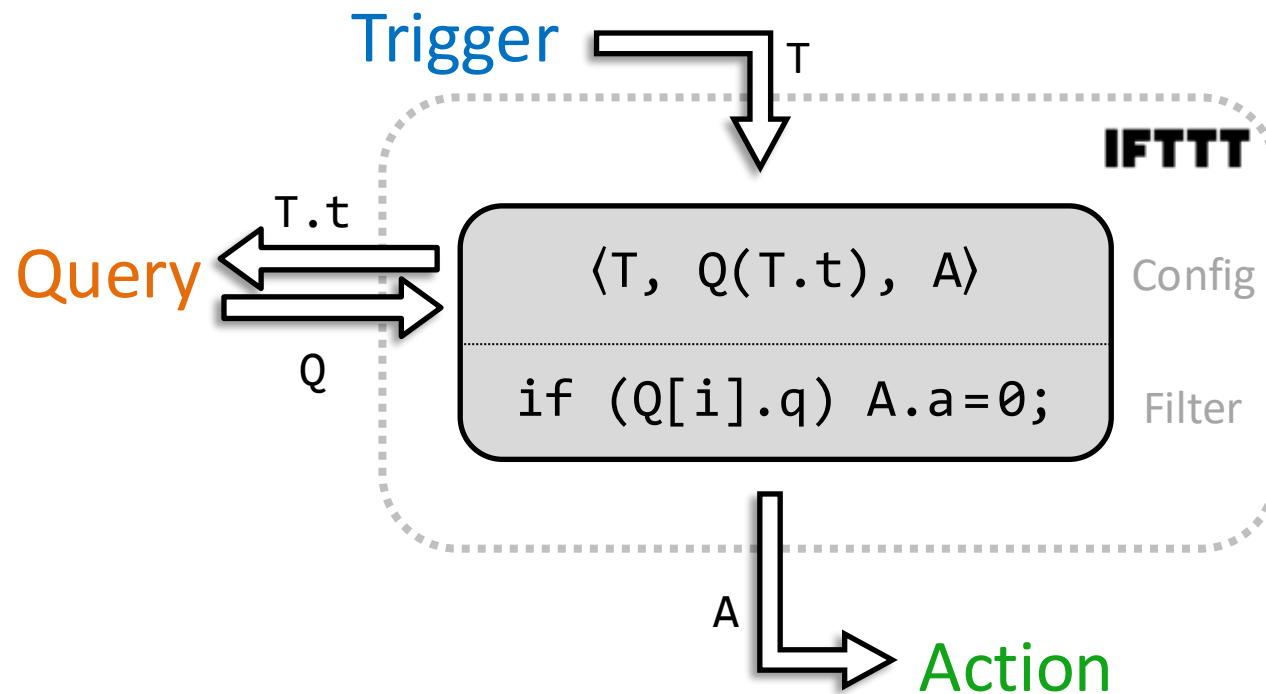 Trigger
T
IFTTT
T.t
Query
⟨T, Q(T.t), A⟩
Config
Q
if (Q[i].q) A.a=0;
Filter
A
Action